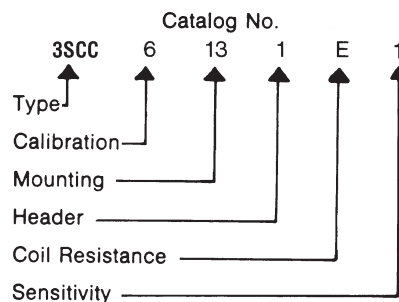 Catalog No.
3SCC 6 13 1 E 1
Type
Calibration
Mounting
Header
Coil Resistance
Sensitivity